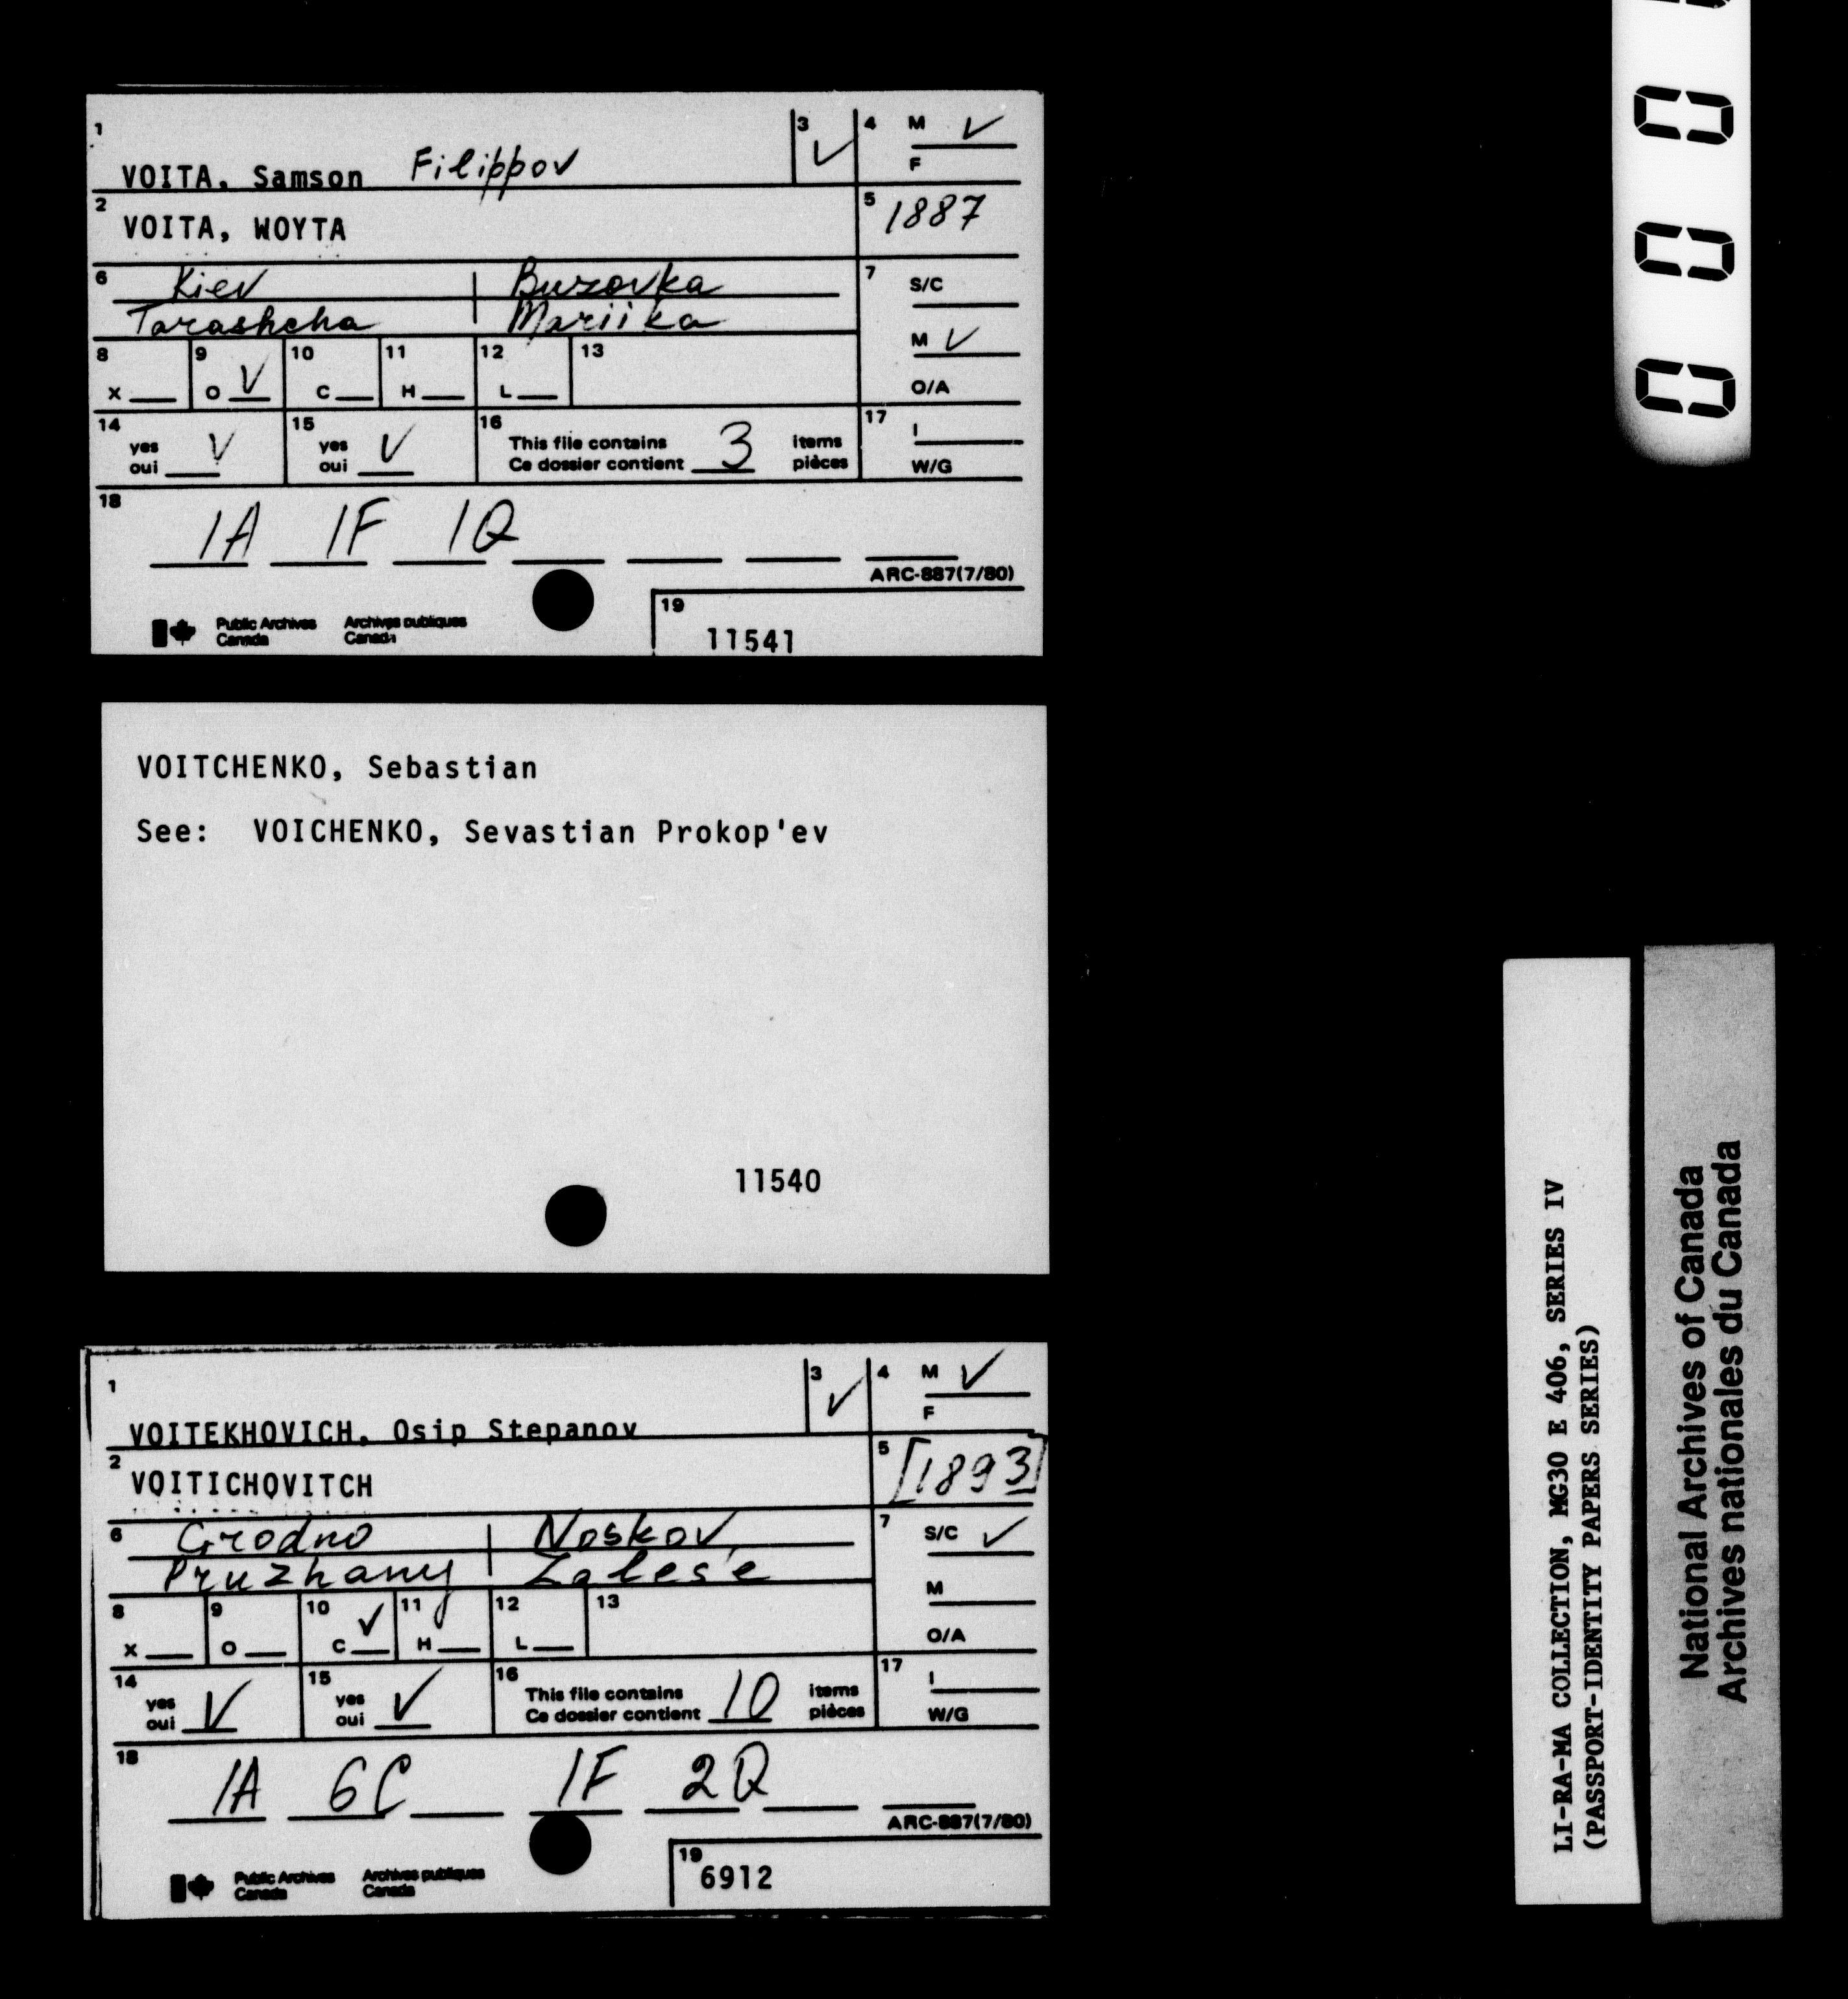 1
VOITA, Samson Filippov
3 ✓
4 M ✓
F
2
VOITA, WOYTA
5 1887
6 Kiev | Buzovka
Tarashcha | Mariika
7 S/C
M ✓
O/A
8 X
9 O ✓
10 C
11 H
12 L
13
14 yes oui ✓
15 yes oui ✓
16 This file contains 3 items
Ce dossier contient pièces
17 I
W/G
18
1A 1F 1Q
ARC-887(7/80)
Public Archives Canada
Archives publiques Canada
19
11541
VOITCHENKO, Sebastian
See: VOICHENKO, Sevastian Prokop'ev
11540
1
VOITEKHOVICH, Osip Stepanov
3 ✓
4 M ✓
F
2
VOITICHOVITCH
5 [1893]
6 Grodno | Noskov
Pruzhany | Zales'e
7 S/C ✓
M
O/A
8 X
9 O
10 C ✓
11 H
12 L
13
14 yes oui ✓
15 yes oui ✓
16 This file contains 10 items
Ce dossier contient pièces
17 I
W/G
18
1A 6C 1F 2Q
ARC-887(7/80)
Public Archives Canada
Archives publiques Canada
19
6912
LI-RA-MA COLLECTION, MG30 E 406, SERIES IV
(PASSPORT-IDENTITY PAPERS SERIES)
National Archives of Canada
Archives nationales du Canada